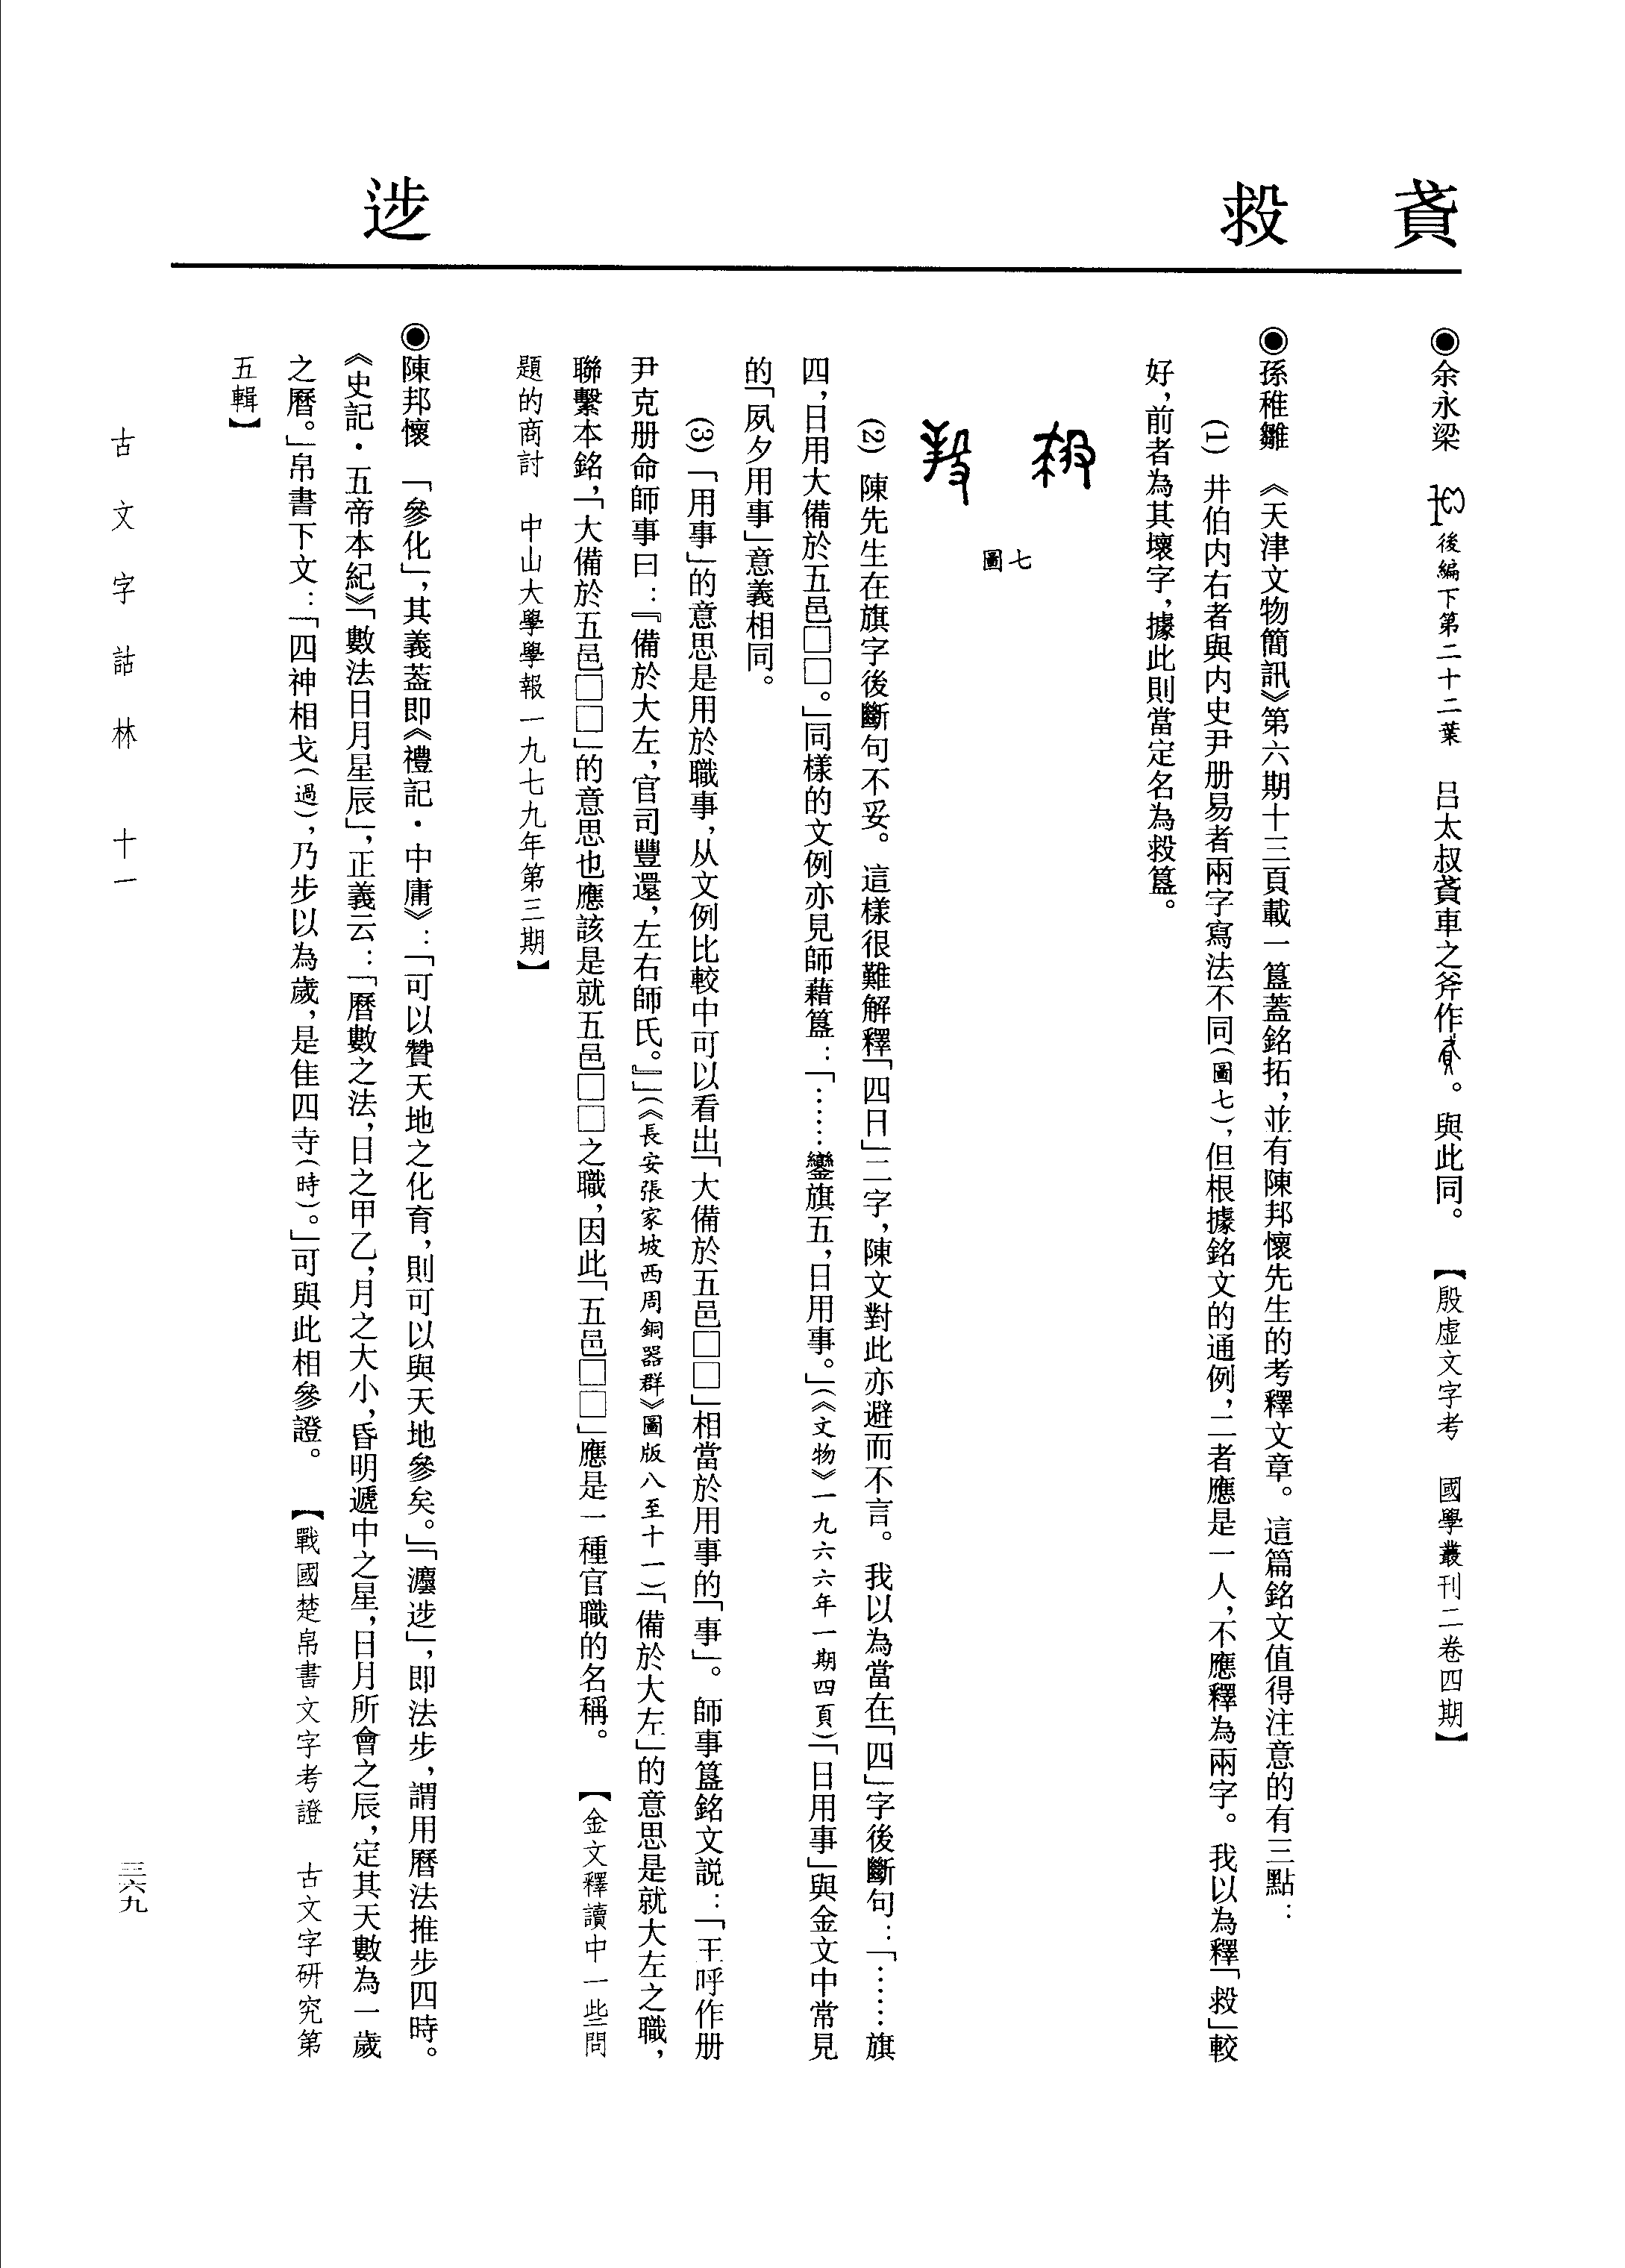 𧵩
𣪘
𨒛
◉余永梁　後編下第二十二葉　呂太叔𧵩車之斧作。與此同。　【殷虛文字考　國學叢刊二卷四期】
◉孫稚雛　《天津文物簡訊》第六期十三頁載一簋蓋銘拓，並有陳邦懷先生的考釋文章。這篇銘文值得注意的有三點：
(1)　井伯内右者與内史尹册易者兩字寫法不同(圖七)，但根據銘文的通例，二者應是一人，不應釋為兩字。我以為釋「」較
好，前者為其壞字，據此則當定名為簋。
圖七
(2)　陳先生在旗字後斷句不妥。這樣很難解釋「四日」二字，陳文對此亦避而不言。我以為當在「四」字後斷句：「……旗
四，日用大備於五邑□□。」同樣的文例亦見師藉簋：「……鑾旗五，日用事。」(《文物》一九六六年一期四頁)「日用事」與金文中常見
的「夙夕用事」意義相同。
(3)「用事」的意思是用於職事，从文例比較中可以看出「大備於五邑□□」相當於用事的「事」。師事簋銘文説：「王呼作册
尹克册命師事曰：『備於大左，官司豐還，左右師氏。』」(《長安張家坡西周銅器群》圖版八至十一)「備於大左」的意思是就大左之職，
聯繫本銘，「大備於五邑□□」的意思也應該是就五邑□□之職，因此「五邑□□」應是一種官職的名稱。　【金文釋讀中一些問
題的商討　中山大學學報一九七九年第三期】
◉陳邦懷　「參化」，其義蓋即《禮記·中庸》：「可以贊天地之化育，則可以與天地參矣。」「灋」，即法步，謂用曆法推步四時。
《史記·五帝本紀》「數法日月星辰」，正義云：「曆數之法，日之甲乙，月之大小，昏明遞中之星，日月所會之辰，定其天數為一歲
之曆。」帛書下文：「四神相戈(過)，乃步以為歲，是隹四寺(時)。」可與此相參證。　【戰國楚帛書文字考證　古文字研究第
五輯】
古文字詁林　十一
三六九